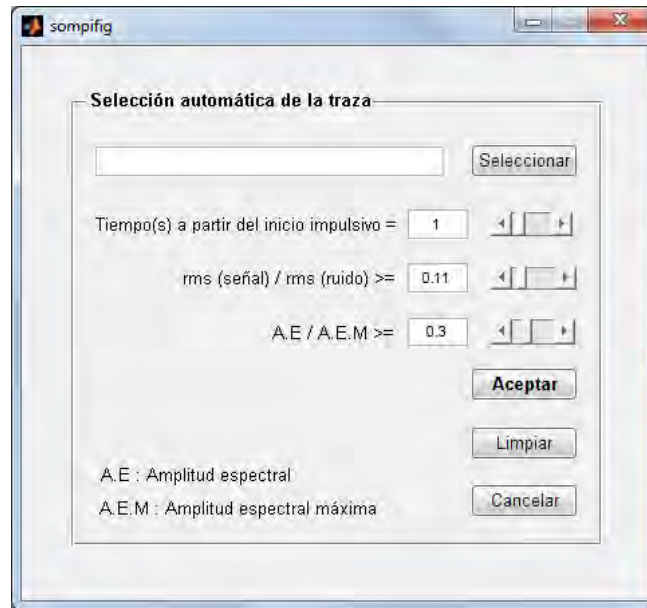 sompifig
Selección automática de la traza
Seleccionar
Tiempo(s) a partir del inicio impulsivo = 1
rms (señal) / rms (ruido) >= 0.11
A.E / A.E.M >= 0.3
Aceptar
Limpiar
A.E : Amplitud espectral
A.E.M : Amplitud espectral máxima
Cancelar